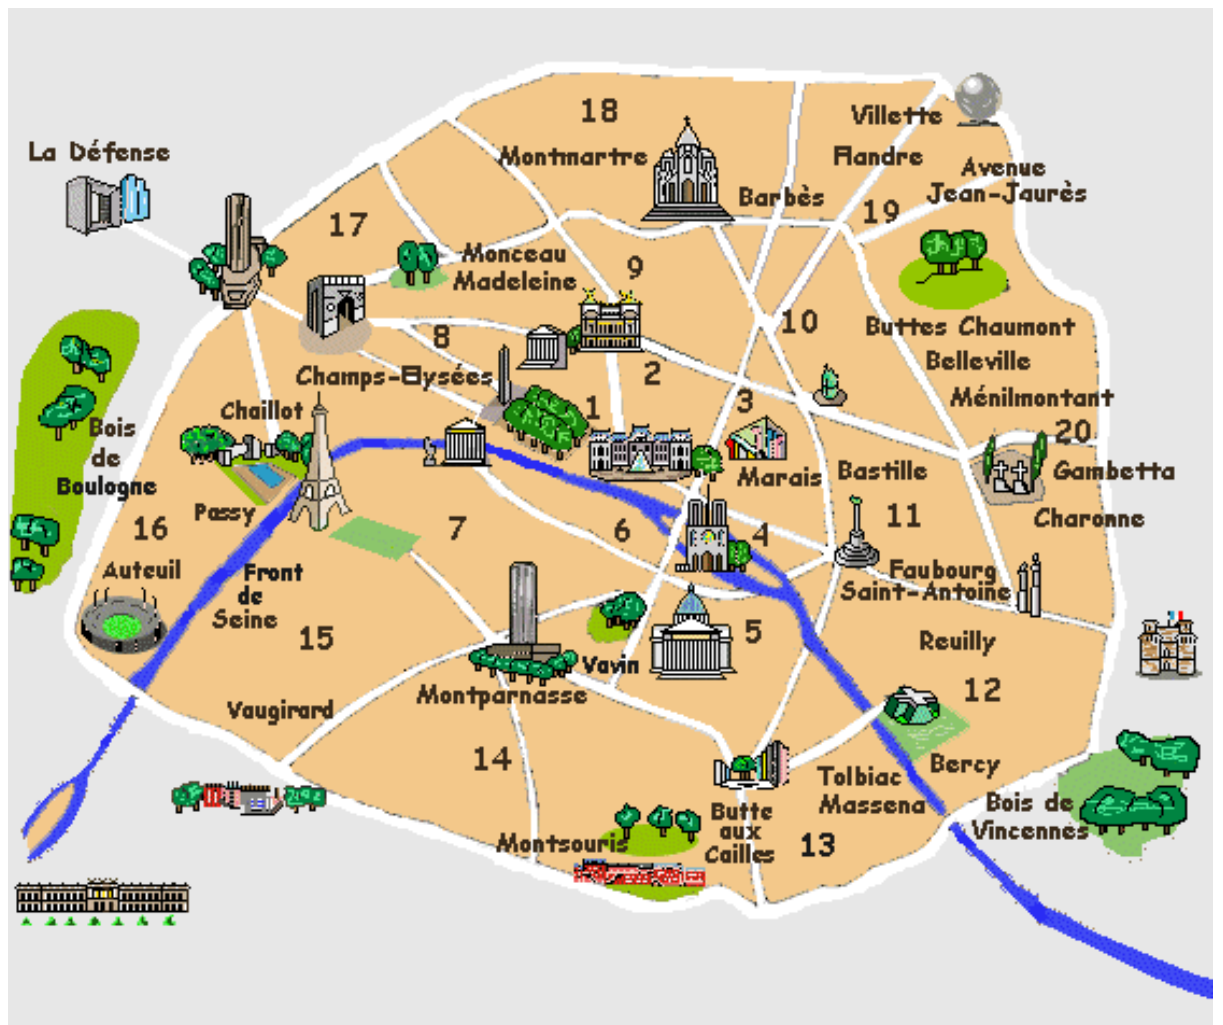 18
Villette
La Défense
Montmartre
Flandre
Avenue
Jean-Jaurès
Barbès
19
17
Monceau
Madeleine
9
10
8
Buttes Chaumont
2
Belleville
Champs-Elysées
Ménilmontant
Chaillot
1
3
Bois
de
Boulogne
20
Marais
Bastille
Gambetta
Passy
16
7
6
4
11
Charonne
Auteuil
Front
de
Seine
Faubourg
Saint-Antoine
15
5
Reuilly
Vavin
Montparnasse
12
Vaugirard
14
Bercy
Tolbiac
Massena
Bois de
Vincennes
Butte
aux
Cailles
Montsouris
13